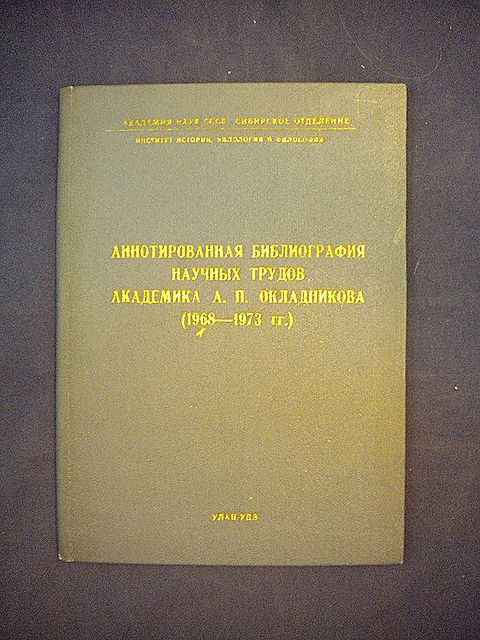 АКАДЕМИЯ НАУК СССР СИБИРСКОЕ ОТДЕЛЕНИЕ
ИНСТИТУТ ИСТОРИИ, ФИЛОЛОГИИ И ФИЛОСОФИИ
АННОТИРОВАННАЯ БИБЛИОГРАФИЯ
НАУЧНЫХ ТРУДОВ
АКАДЕМИКА А. П. ОКЛАДНИКОВА
(1968—1973 гг.)
УЛАН-УДЭ